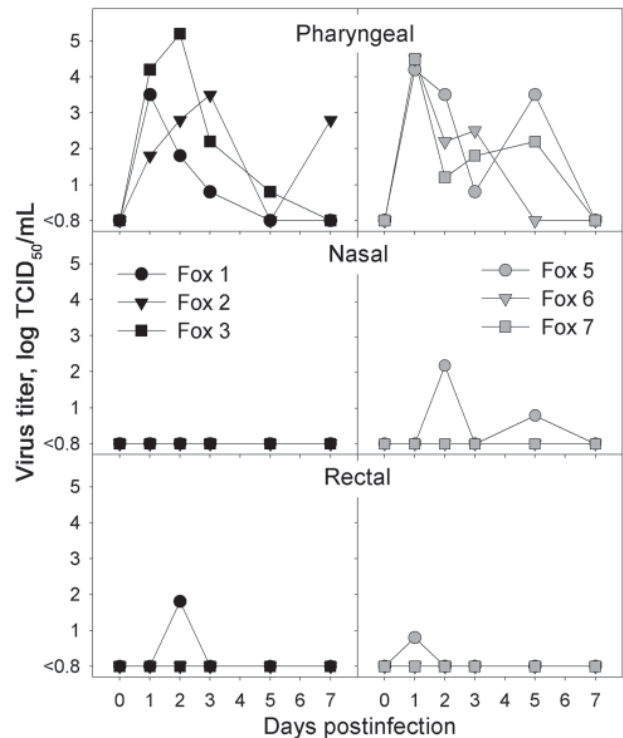 Pharyngeal
5
4
3
2
1
<0.8
Nasal
Fox 1
Fox 2
Fox 3
Fox 5
Fox 6
Fox 7
5
4
3
2
1
<0.8
Rectal
5
4
3
2
1
<0.8
0 1 2 3 4 5 6 7 0 1 2 3 4 5 6 7
Days postinfection
Virus titer, log TCID50/mL